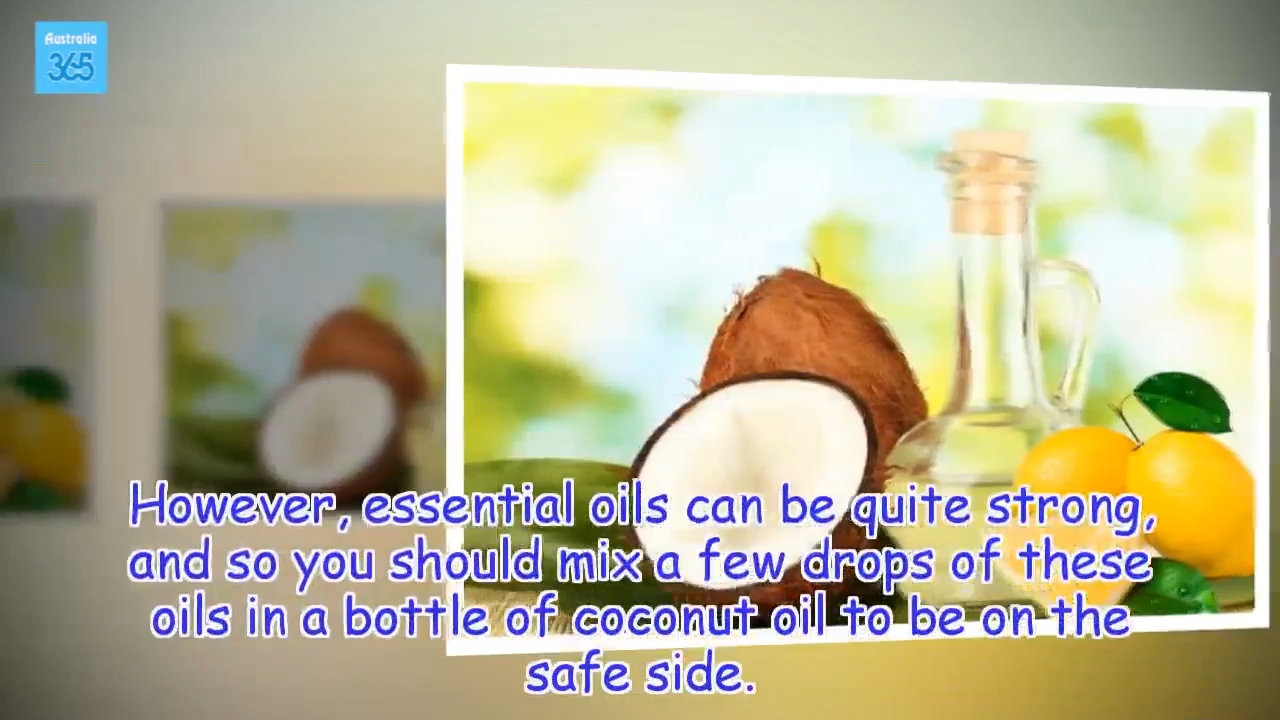 Australia
365
However, essential oils can be quite strong,
and so you should mix a few drops of these
oils in a bottle of coconut oil to be on the
safe side.